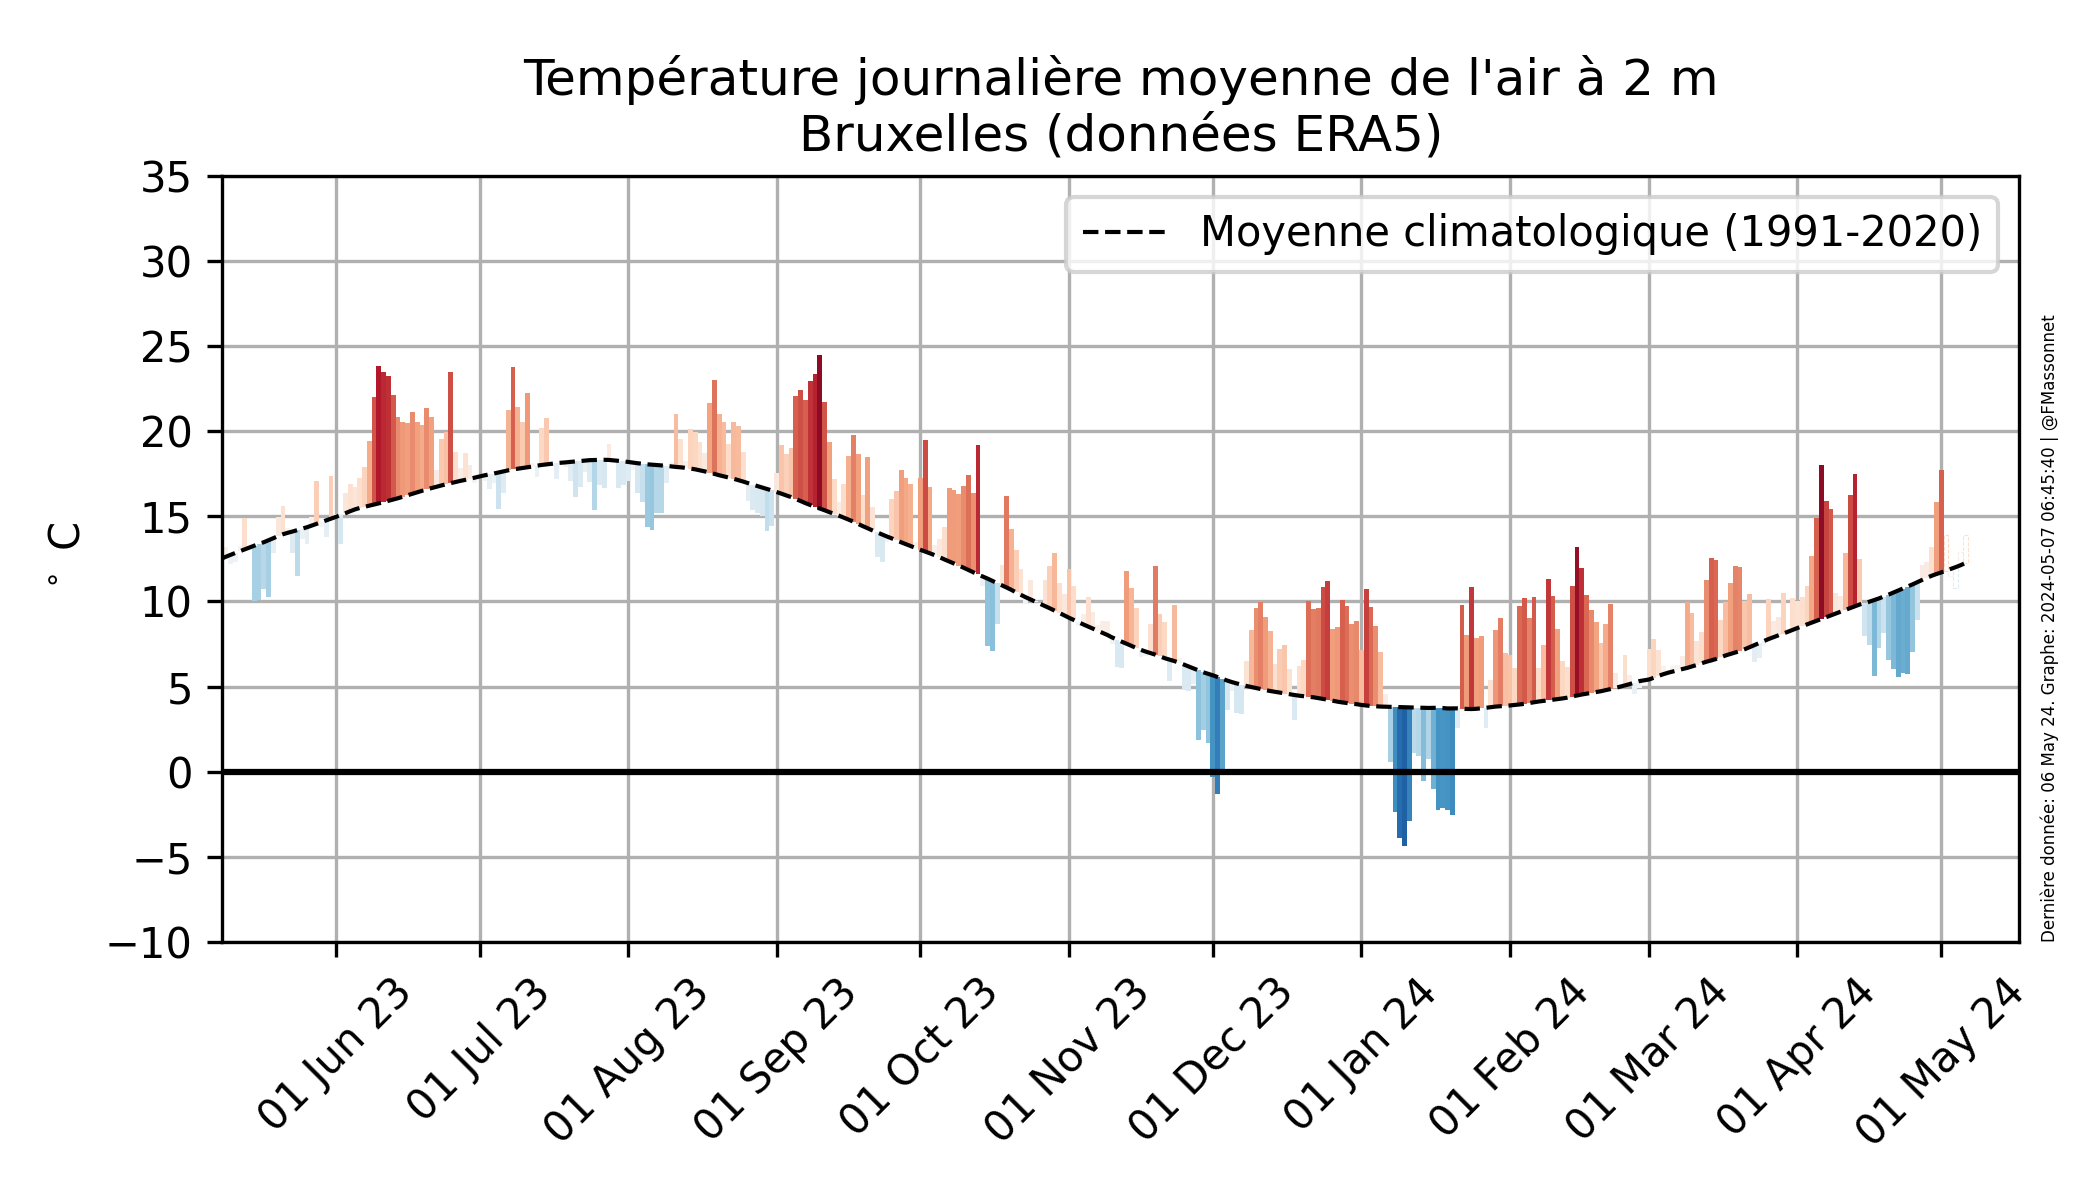 Température journalière moyenne de l'air à 2 m
Bruxelles (données ERA5)
Moyenne climatologique (1991-2020)
° C
35
30
25
20
15
10
5
0
−5
−10
01 Jun 23
01 Jul 23
01 Aug 23
01 Sep 23
01 Oct 23
01 Nov 23
01 Dec 23
01 Jan 24
01 Feb 24
01 Mar 24
01 Apr 24
01 May 24
Dernière donnée: 06 May 24. Graphe: 2024-05-07 06:45:40 | @FMassonnet